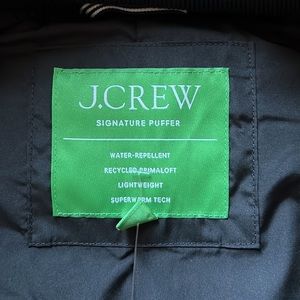 J.CREW
SIGNATURE PUFFER
WATER-REPELLENT
RECYCLED PRIMALOFT
LIGHTWEIGHT
SUPERWARM TECH